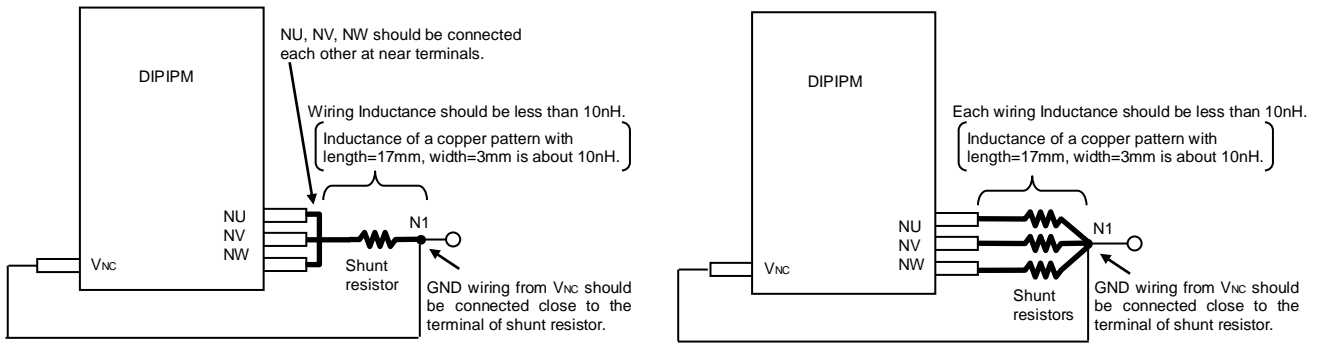 NU, NV, NW should be connected
each other at near terminals.
DIPIPM
Wiring Inductance should be less than 10nH.
Inductance of a copper pattern with
length=17mm, width=3mm is about 10nH.
NU
NV
NW
N1
VNC
Shunt
resistor
GND wiring from VNC should
be connected close to the
terminal of shunt resistor.
DIPIPM
Each wiring Inductance should be less than 10nH.
Inductance of a copper pattern with
length=17mm, width=3mm is about 10nH.
NU
NV
NW
N1
VNC
Shunt
resistors
GND wiring from VNC should
be connected close to the
terminal of shunt resistor.